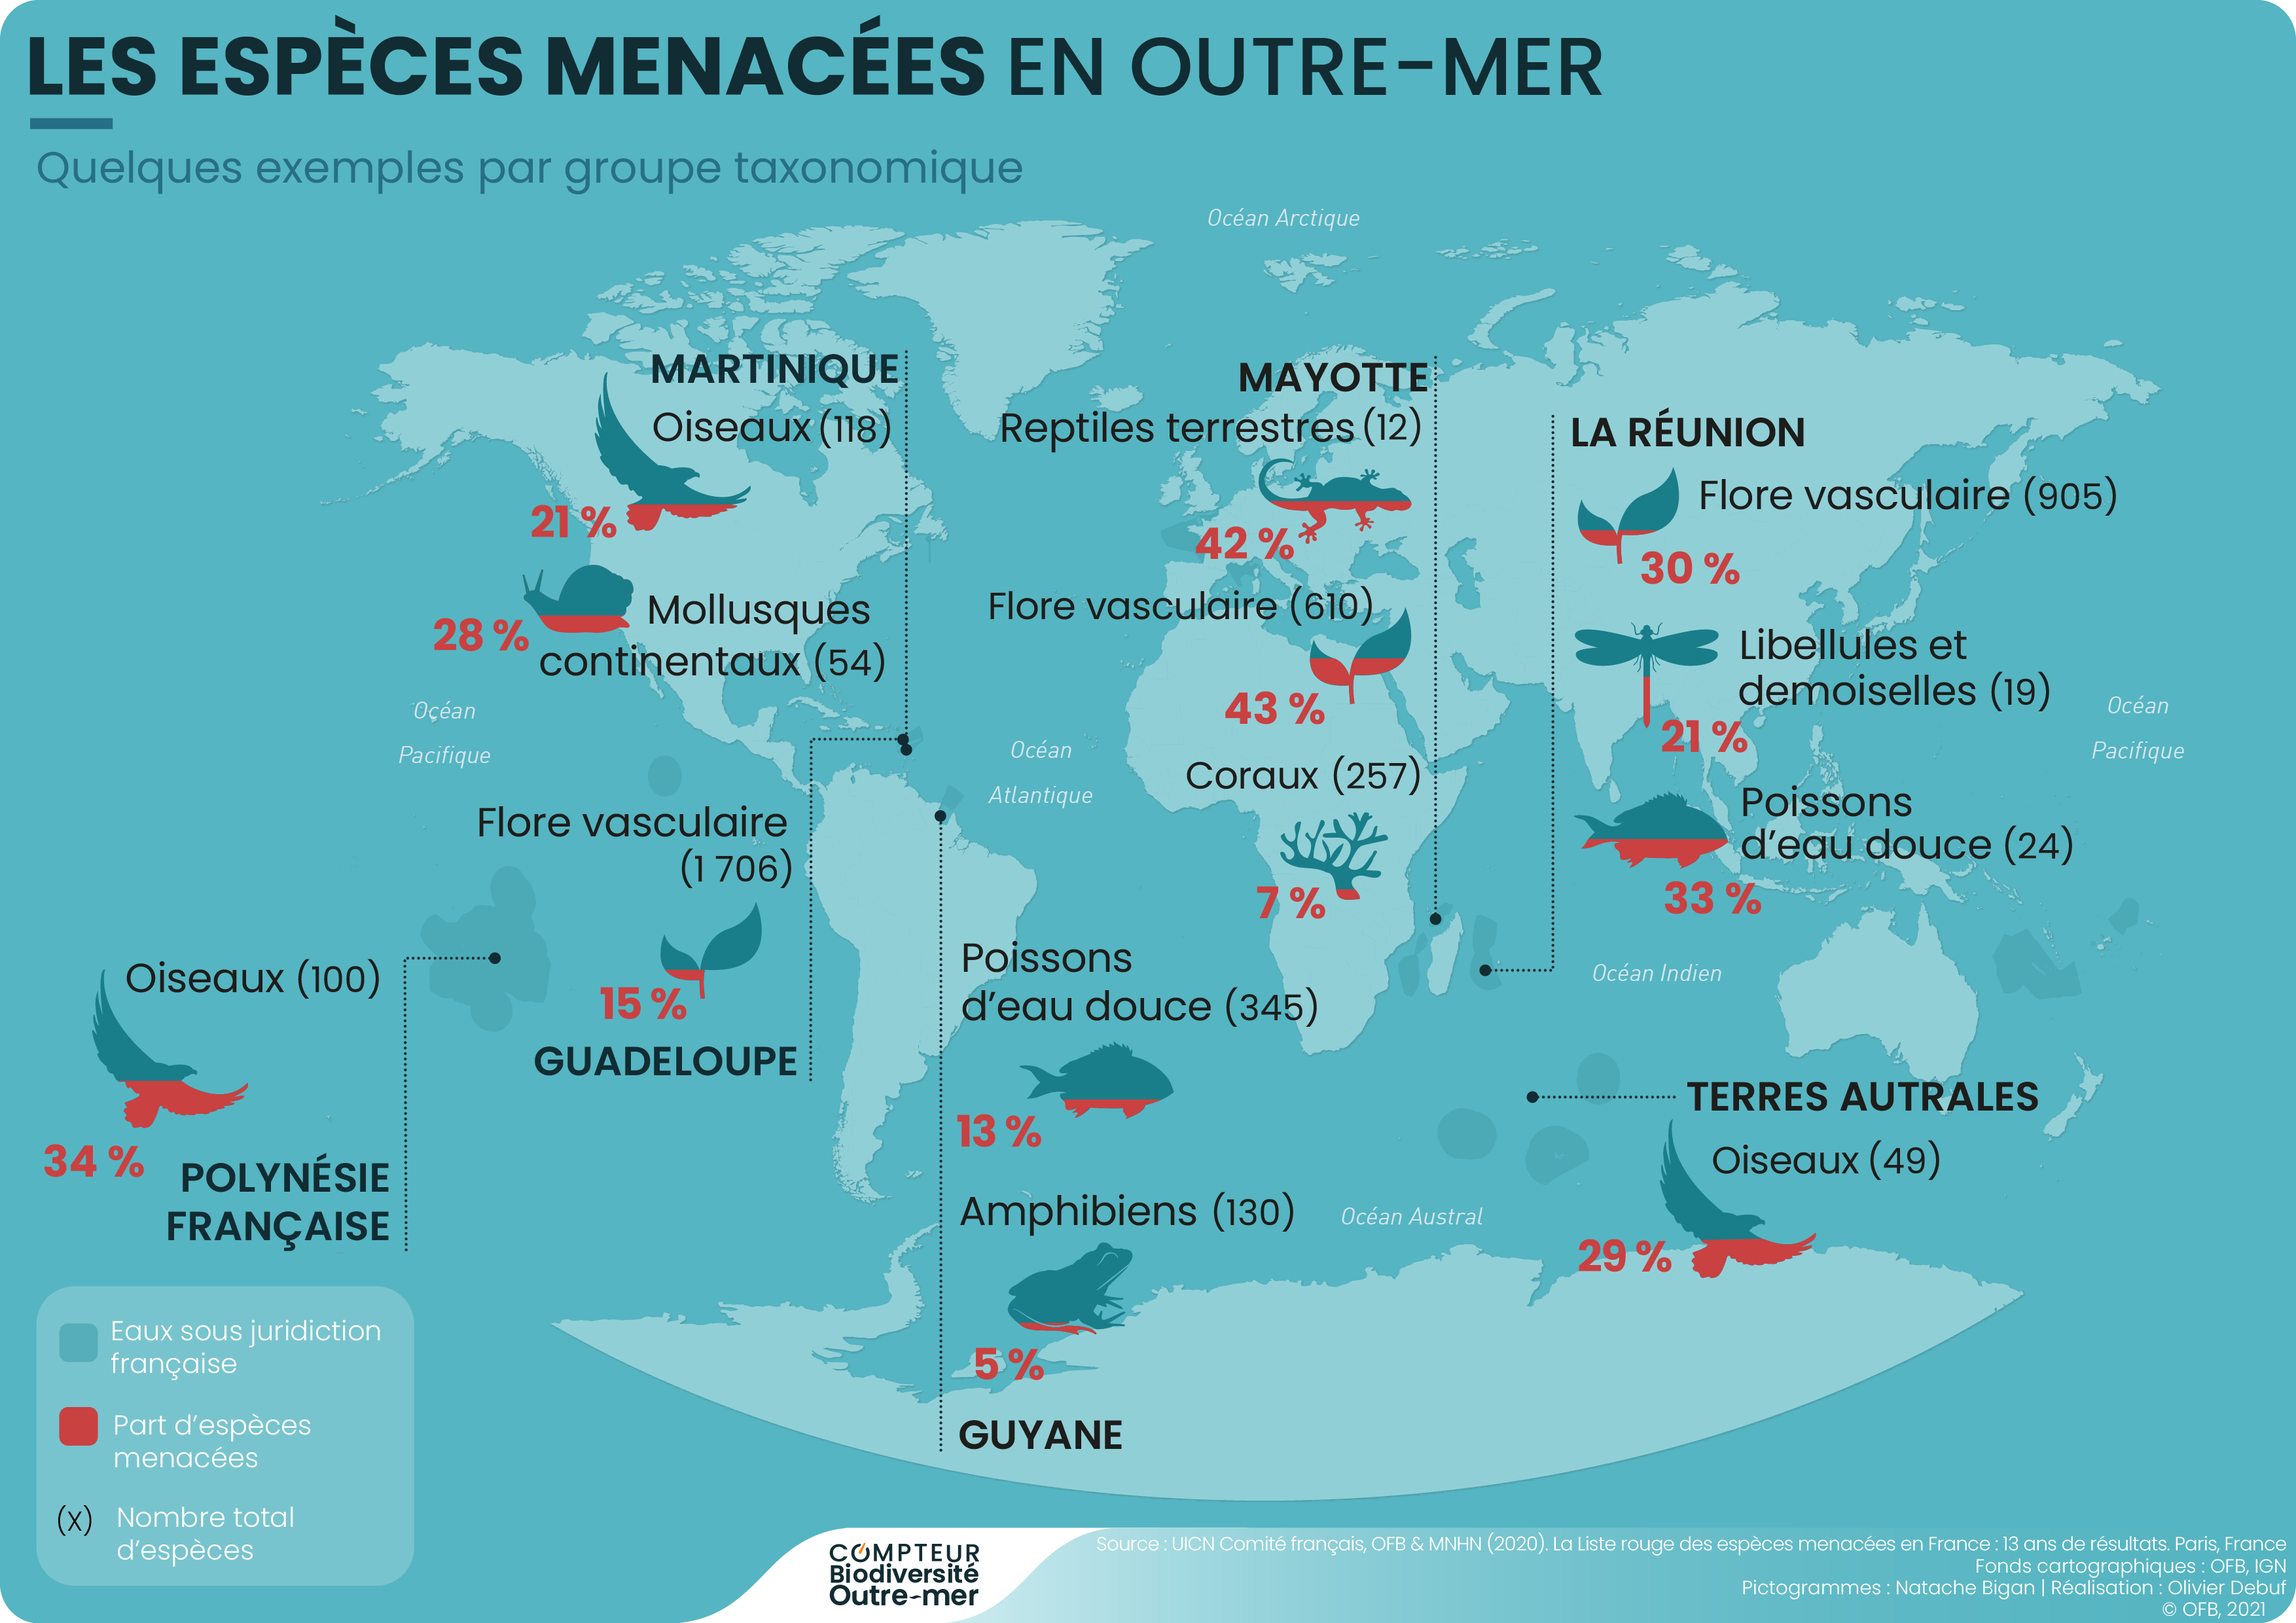 LES ESPÈCES MENACÉES EN OUTRE-MER
Quelques exemples par groupe taxonomique
Océan Arctique
MARTINIQUE
Oiseaux (118)
21 %
Mollusques
continentaux (54)
28 %
MAYOTTE
Reptiles terrestres (12)
42 %
Flore vasculaire (610)
43 %
Coraux (257)
7 %
LA RÉUNION
Flore vasculaire (905)
30 %
Libellules et
demoiselles (19)
21 %
Poissons
d'eau douce (24)
33 %
Océan
Pacifique
Océan
Atlantique
Océan
Pacifique
Flore vasculaire
(1 706)
15 %
GUADELOUPE
Oiseaux (100)
34 %
POLYNÉSIE
FRANÇAISE
Poissons
d'eau douce (345)
13 %
Amphibiens (130)
5 %
GUYANE
Océan Indien
TERRES AUTRALES
Oiseaux (49)
29 %
Océan Austral
Eaux sous juridiction
française
Part d'espèces
menacées
(x) Nombre total
d'espèces
COMPTEUR
Biodiversité
Outre-mer
Source : UICN Comité français, OFB & MNHN (2020). La Liste rouge des espèces menacées en France : 13 ans de résultats. Paris, France
Fonds cartographiques : OFB, IGN
Pictogrammes : Natache Bigan | Réalisation : Olivier Debuf
© OFB, 2021